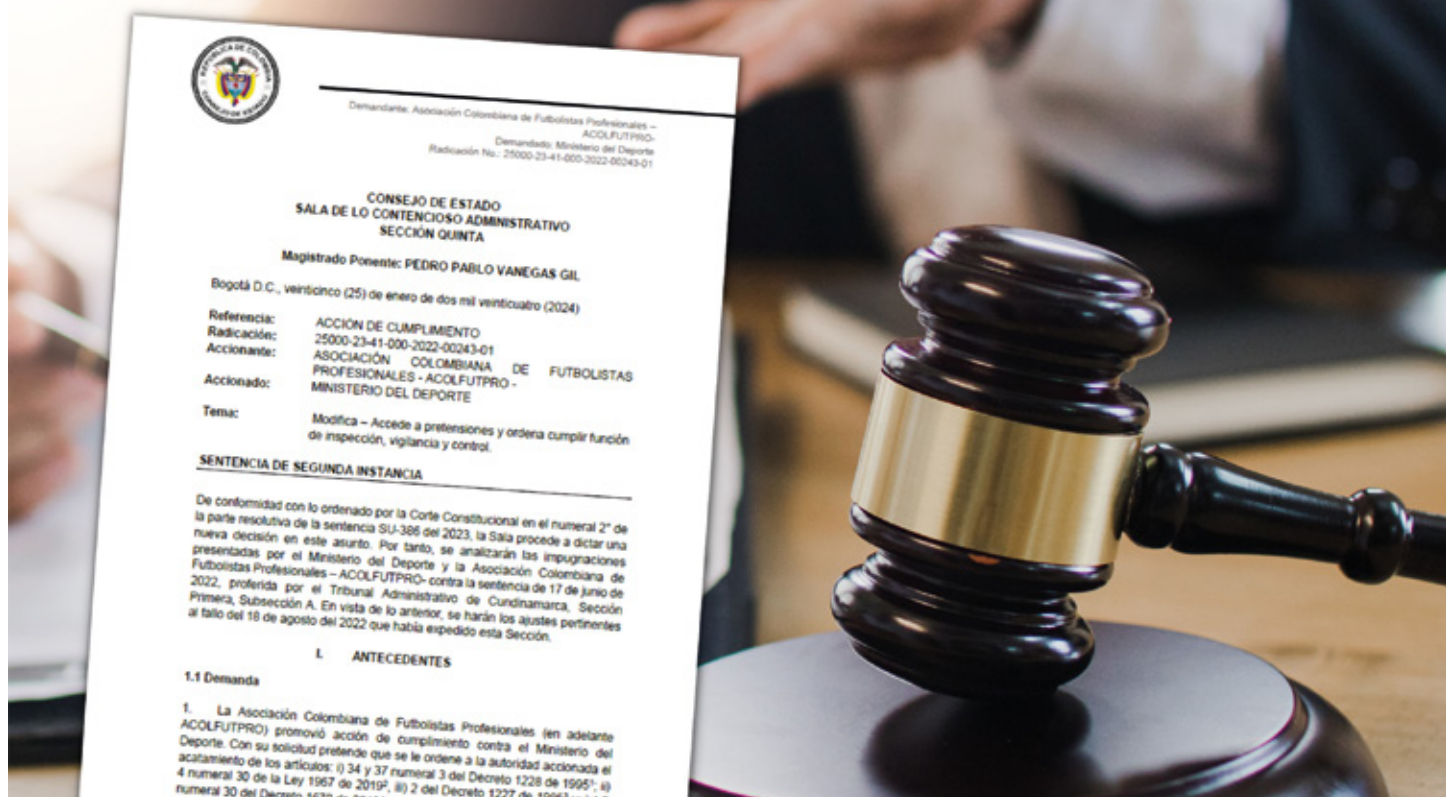 REPÚBLICA DE COLOMBIA
CONSEJO DE ESTADO
Demandante: Asociación Colombiana de Futbolistas Profesionales –
ACOLFUTPRO-
Demandado: Ministerio del Deporte
Radicación No.: 25000-23-41-000-2022-00243-01
CONSEJO DE ESTADO
SALA DE LO CONTENCIOSO ADMINISTRATIVO
SECCIÓN QUINTA
Magistrado Ponente: PEDRO PABLO VANEGAS GIL
Bogotá D.C., veinticinco (25) de enero de dos mil veinticuatro (2024)
Referencia: ACCIÓN DE CUMPLIMIENTO
Radicación: 25000-23-41-000-2022-00243-01
Accionante: ASOCIACIÓN COLOMBIANA DE FUTBOLISTAS
PROFESIONALES - ACOLFUTPRO -
Accionado: MINISTERIO DEL DEPORTE
Tema: Modifica – Accede a pretensiones y ordena cumplir función
de inspección, vigilancia y control.
SENTENCIA DE SEGUNDA INSTANCIA
De conformidad con lo ordenado por la Corte Constitucional en el numeral 2° de
la parte resolutiva de la sentencia SU-386 del 2023, la Sala procede a dictar una
nueva decisión en este asunto. Por tanto, se analizarán las impugnaciones
presentadas por el Ministerio del Deporte y la Asociación Colombiana de
Futbolistas Profesionales – ACOLFUTPRO- contra la sentencia de 17 de junio de
2022, proferida por el Tribunal Administrativo de Cundinamarca, Sección
Primera, Subsección A. En vista de lo anterior, se harán los ajustes pertinentes
al fallo del 18 de agosto del 2022 que había expedido esta Sección.
I. ANTECEDENTES
1.1 Demanda
1. La Asociación Colombiana de Futbolistas Profesionales (en adelante
ACOLFUTPRO) promovió acción de cumplimiento contra el Ministerio del
Deporte. Con su solicitud pretende que se le ordene a la autoridad accionada el
acatamiento de los artículos: i) 34 y 37 numeral 3 del Decreto 1228 de 1995¹; ii)
4 numeral 30 de la Ley 1967 de 2019², iii) 2 del Decreto 1227 de
numeral 30 del Decreto